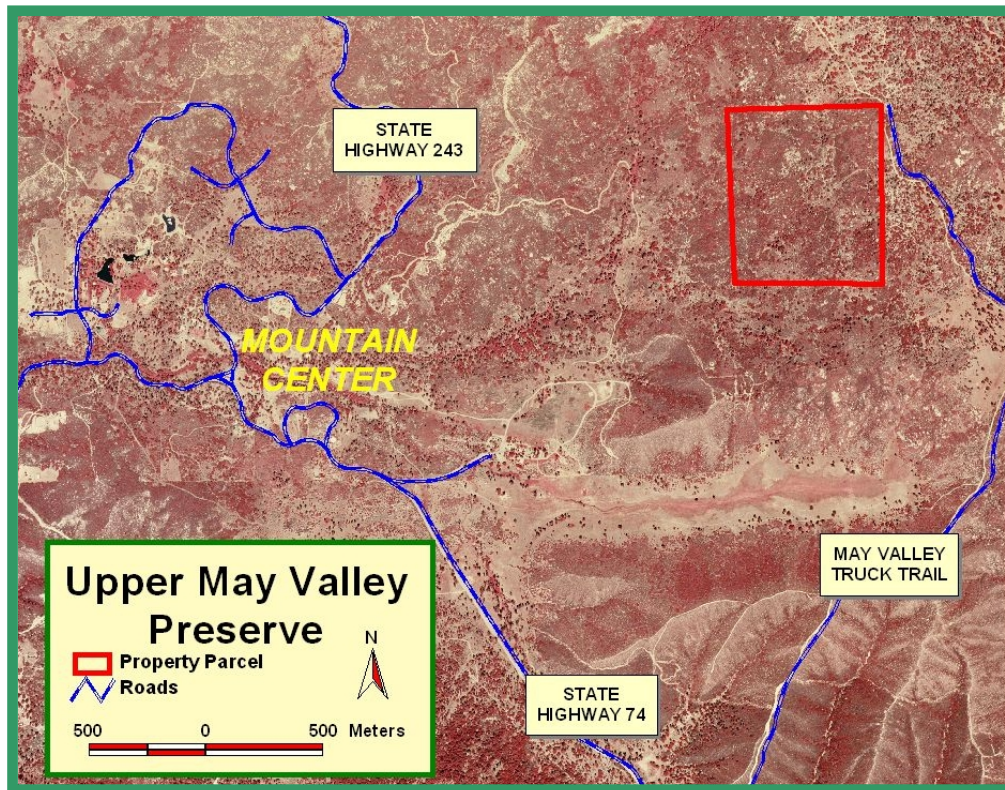 STATE
HIGHWAY 243
MOUNTAIN
CENTER
MAY VALLEY
TRUCK TRAIL
Upper May Valley
Preserve
N
Property Parcel
Roads
500 0 500 Meters
STATE
HIGHWAY 74